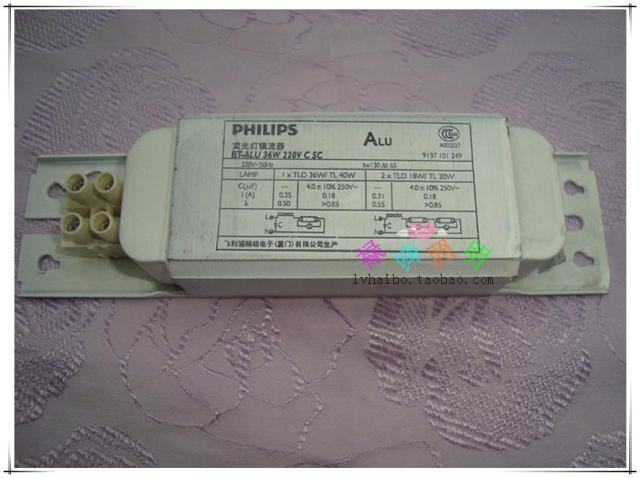 PHILIPS
荧光灯镇流器
BT-ALU 36W 220V C SC
ALU
CCC
A002237
9137 101 249
220V~50Hz
tw130 Δt 65
LAMP 1 x TLD 36W/ TL 40W 2 x TLD 18W/ TL 20W
C(μF) — 4.0 ± 10% 250V~ — 4.0 ± 10% 250V~
I (A) 0.35 0.18 0.31 0.18
λ 0.50 >0.85 0.55 >0.85
L C N L C N
飞利浦照明电子(厦门)有限公司生产
lvhaibo.taobao.com